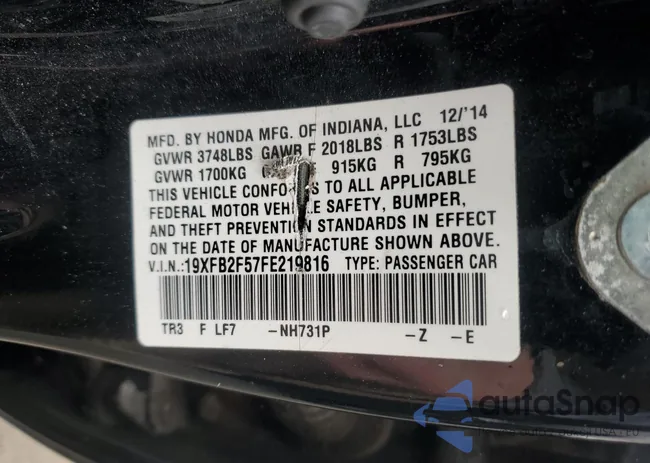 MFD. BY HONDA MFG. OF INDIANA, LLC 12/'14
GVWR 3748LBS GAWR F 2018LBS R 1753LBS
GVWR 1700KG 915KG R 795KG
THIS VEHICLE CONFORMS TO ALL APPLICABLE
FEDERAL MOTOR VEHICLE SAFETY, BUMPER,
AND THEFT PREVENTION STANDARDS IN EFFECT
ON THE DATE OF MANUFACTURE SHOWN ABOVE.
V.I.N.:19XFB2F57FE219816 TYPE: PASSENGER CAR
TR3 F LF7 -NH731P -Z -E
autoSnap